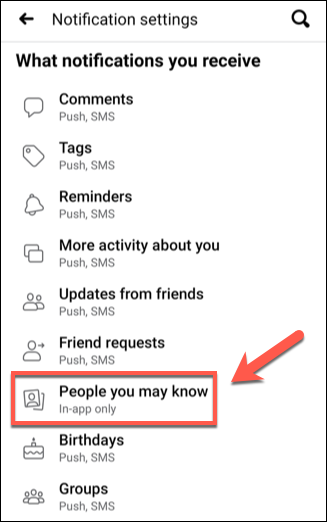 Notification settings
What notifications you receive
Comments
Push, SMS
Tags
Push, SMS
Reminders
Push, SMS
More activity about you
Push, SMS
Updates from friends
Push, SMS
Friend requests
Push, SMS
People you may know
In-app only
Birthdays
Push, SMS
Groups
Push, SMS